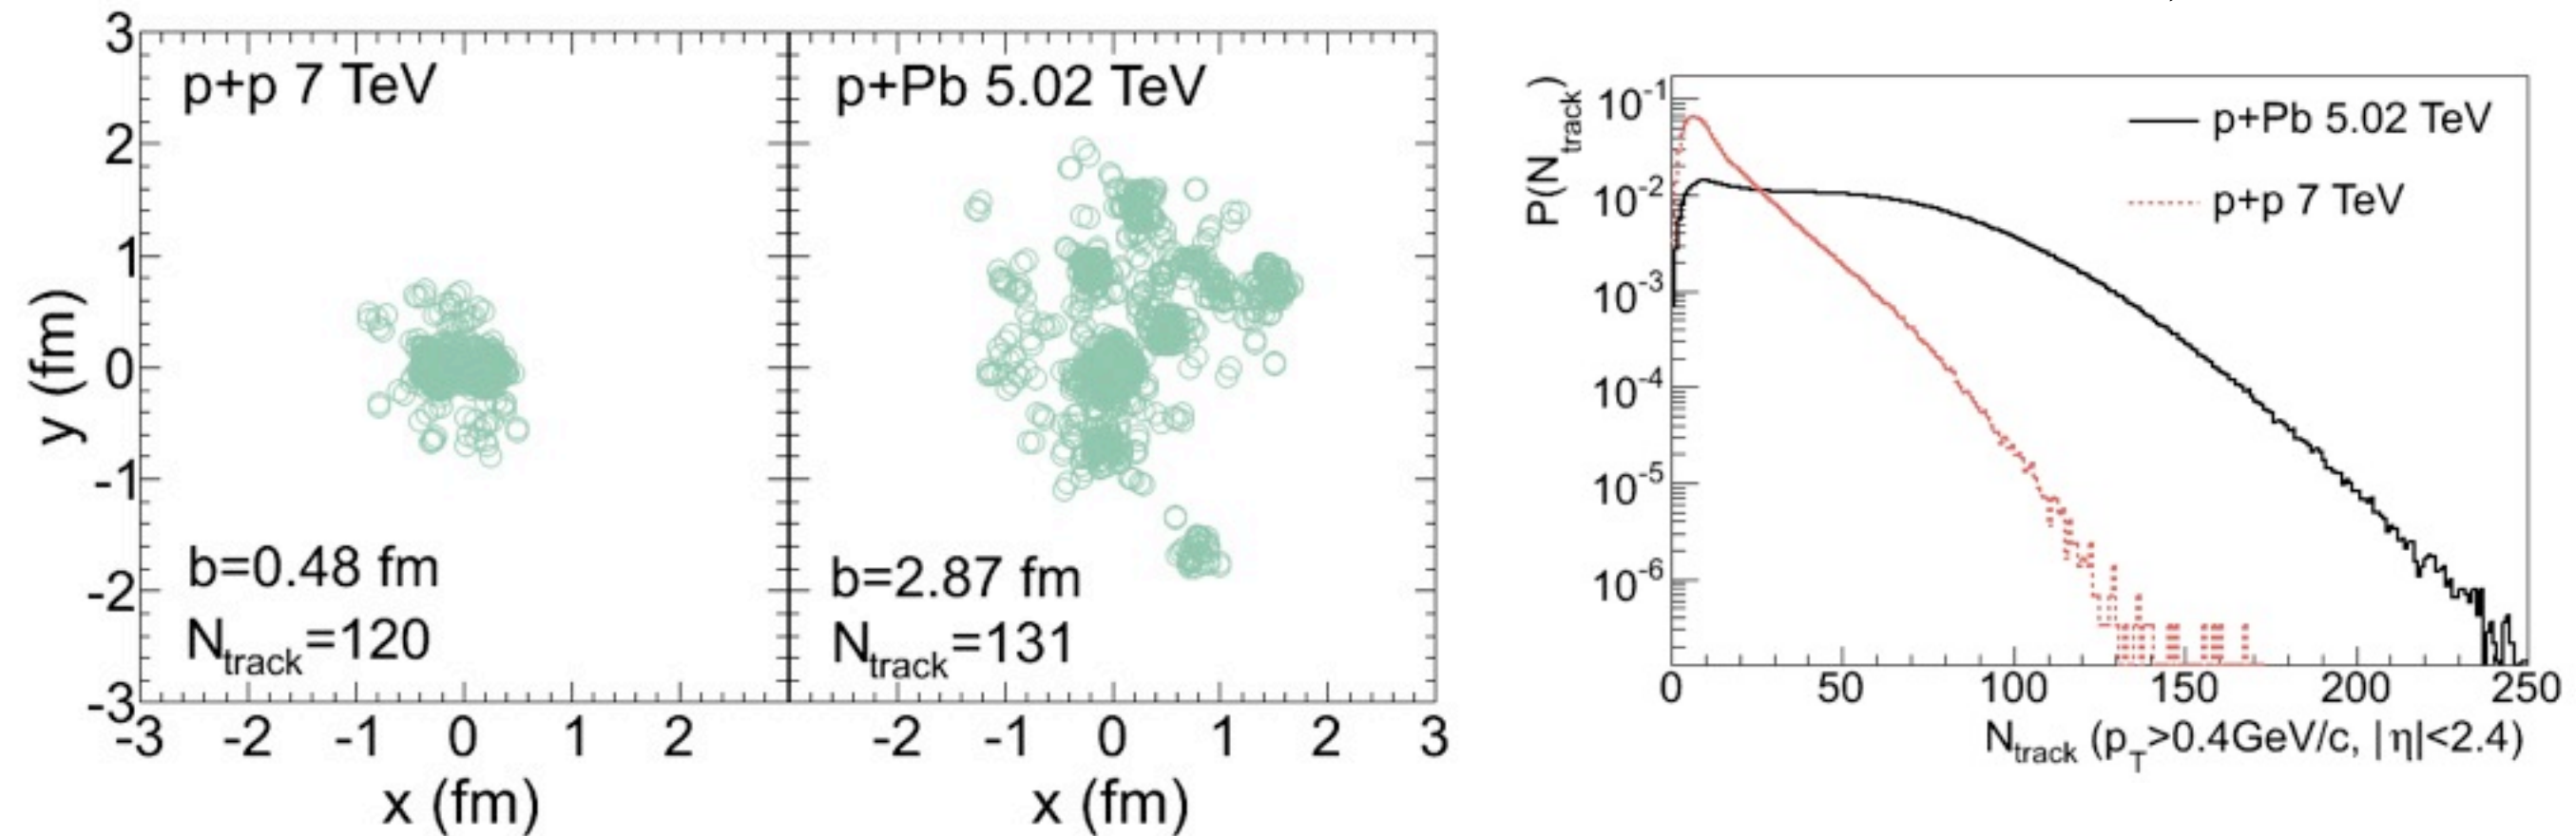 p+p 7 TeV
b=0.48 fm
N_track=120
3
2
1
0
-1
-2
-3
y (fm)
-3 -2 -1 0 1 2
x (fm)
p+Pb 5.02 TeV
b=2.87 fm
N_track=131
-2 -1 0 1 2 3
x (fm)
P(N_track)
10^-1
10^-2
10^-3
10^-4
10^-5
10^-6
p+Pb 5.02 TeV
p+p 7 TeV
0 50 100 150 200 250
N_track (p_T>0.4GeV/c, |η|<2.4)